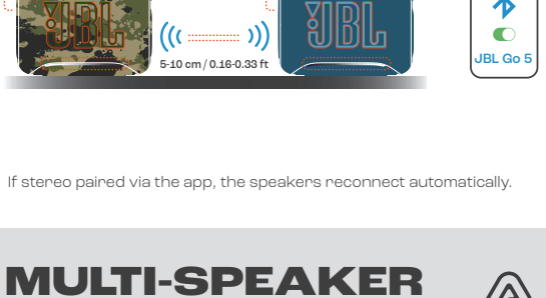 JBL
JBL
5-10 cm / 0.16-0.33 ft
JBL Go 5
If stereo paired via the app, the speakers reconnect automatically.
MULTI-SPEAKER